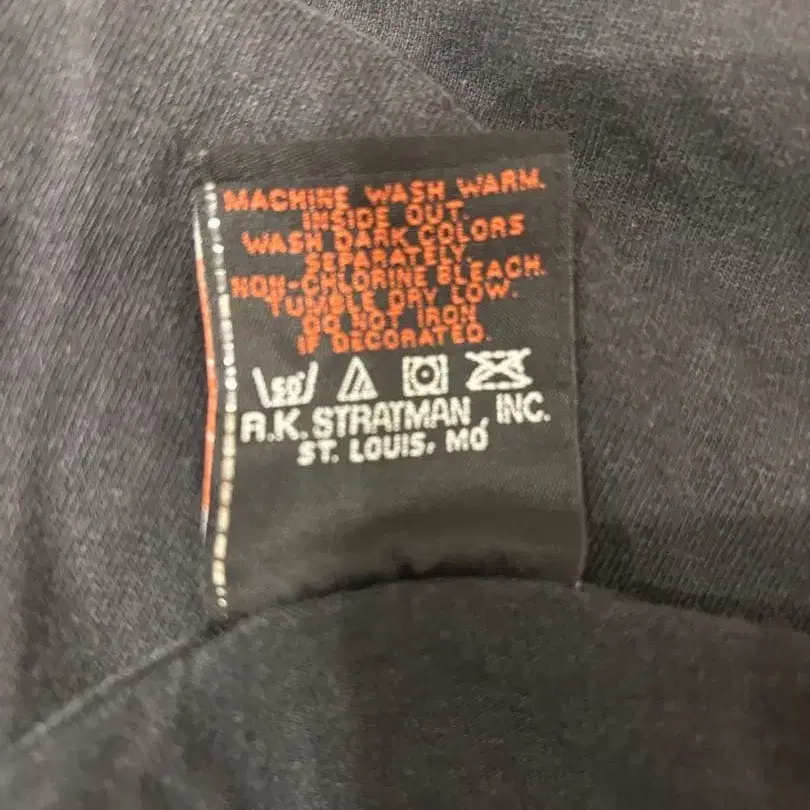 MACHINE WASH WARM.
INSIDE OUT.
WASH DARK COLORS
SEPARATELY.
NON-CHLORINE BLEACH.
TUMBLE DRY LOW.
DO NOT IRON
IF DECORATED.
50°
R.K. STRATMAN, INC.
ST. LOUIS, MO